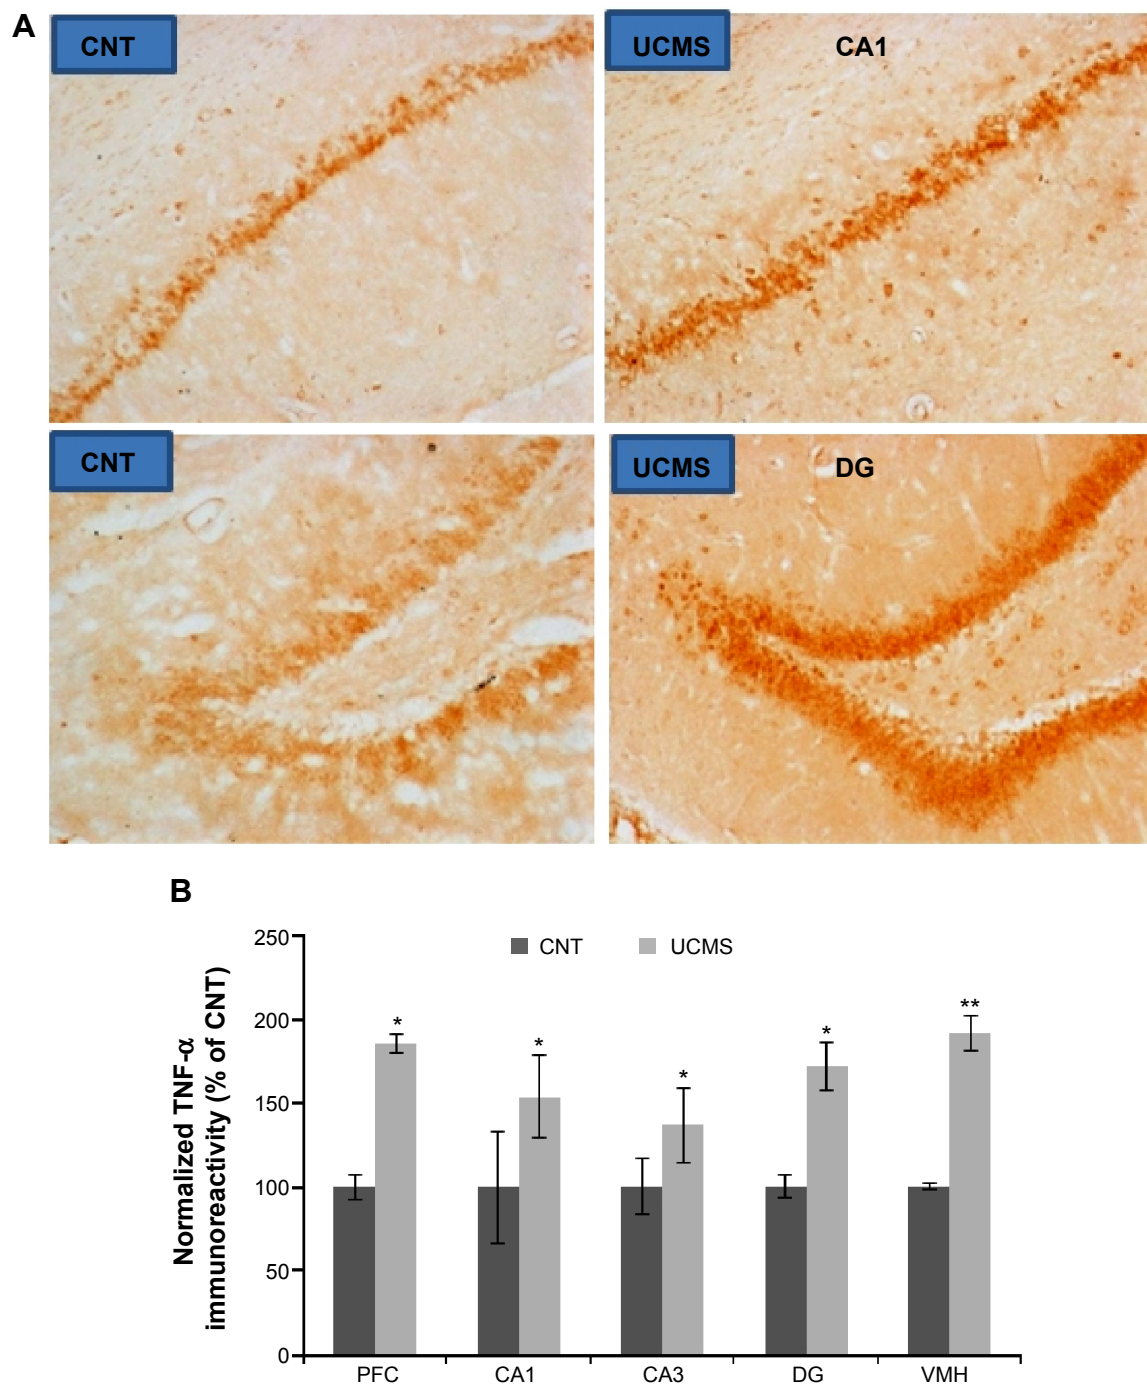 A
CNT
UCMS CA1
CNT
UCMS DG
B
Normalized TNF-α
immunoreactivity (% of CNT)
250
200
150
100
50
0
CNT UCMS
* * * * **
PFC CA1 CA3 DG VMH